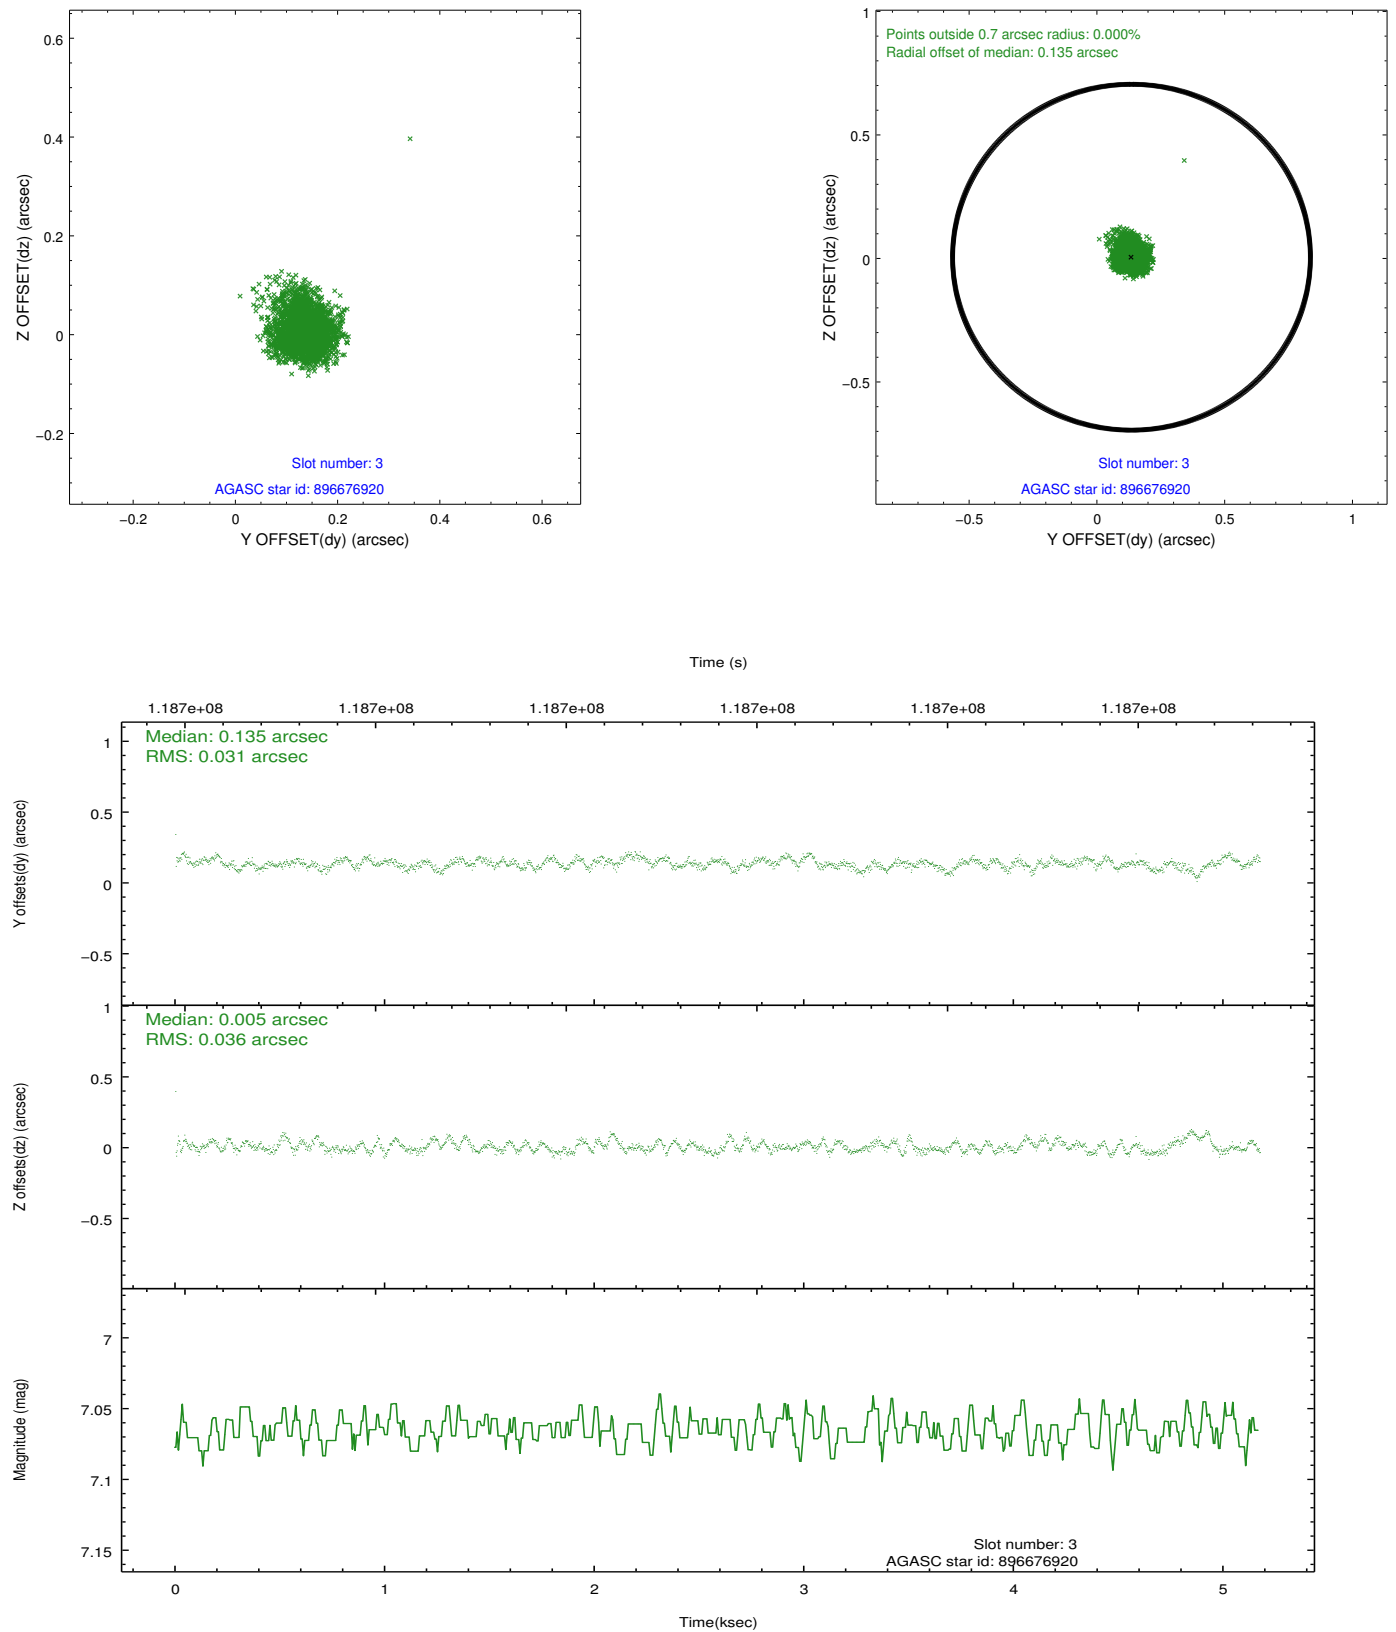 0.6
0.4
0.2
0
−0.2
Z OFFSET(dz) (arcsec)
Slot number: 3
AGASC star id: 896676920
−0.2 0 0.2 0.4 0.6
Y OFFSET(dy) (arcsec)
Points outside 0.7 arcsec radius: 0.000%
Radial offset of median: 0.135 arcsec
1
0.5
0
−0.5
Z OFFSET(dz) (arcsec)
Slot number: 3
AGASC star id: 896676920
−0.5 0 0.5 1
Y OFFSET(dy) (arcsec)
Time (s)
1.187e+08 1.187e+08 1.187e+08 1.187e+08 1.187e+08 1.187e+08
Median: 0.135 arcsec
RMS: 0.031 arcsec
1
0.5
0
−0.5
Y offsets(dy) (arcsec)
Median: 0.005 arcsec
RMS: 0.036 arcsec
1
0.5
0
−0.5
Z offsets(dz) (arcsec)
7
7.05
7.1
7.15
Magnitude (mag)
Slot number: 3
AGASC star id: 896676920
0 1 2 3 4 5
Time(ksec)